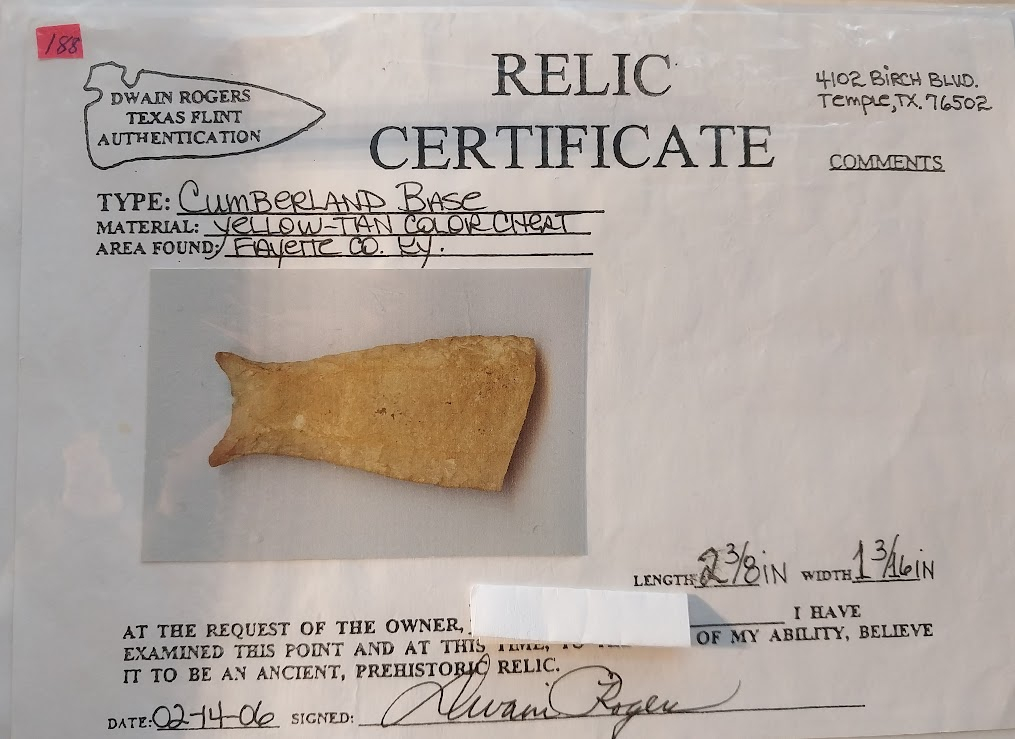 188
DWAIN ROGERS
TEXAS FLINT
AUTHENTICATION
RELIC
CERTIFICATE
4102 BIRCH BLVD.
Temple, TX. 76502
COMMENTS
TYPE: CUMBERLAND BASE
MATERIAL: YELLOW-TAN COLOR CHERT
AREA FOUND: FAYETTE CO. KY.
LENGTH 2 3/8 IN WIDTH 1 3/16 IN
AT THE REQUEST OF THE OWNER, I HAVE
EXAMINED THIS POINT AND AT THIS TIME, TO OF MY ABILITY, BELIEVE
IT TO BE AN ANCIENT, PREHISTORIC RELIC.
DATE: 02-14-06 SIGNED: Dwain Rogers